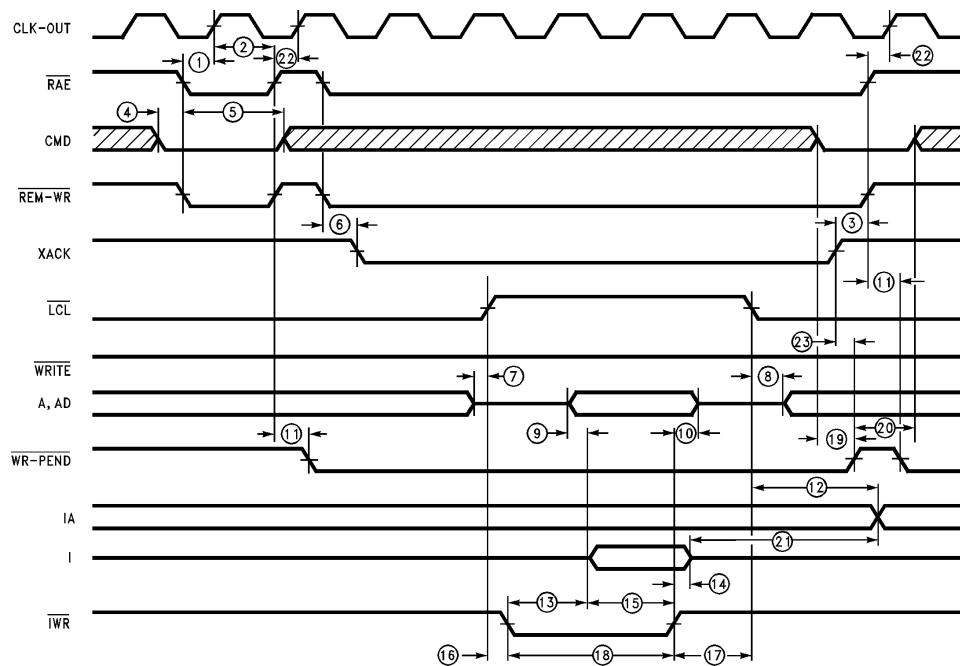 CLK-OUT
① ② 22
22
RAE
④ ⑤
CMD
REM-WR
⑥ ③
XACK
11
LCL
23
WRITE
⑦ ⑧
A, AD
⑨ 10 19 20
11
WR-PEND
12
IA
21
I
14
13 15
IWR
16 18 17